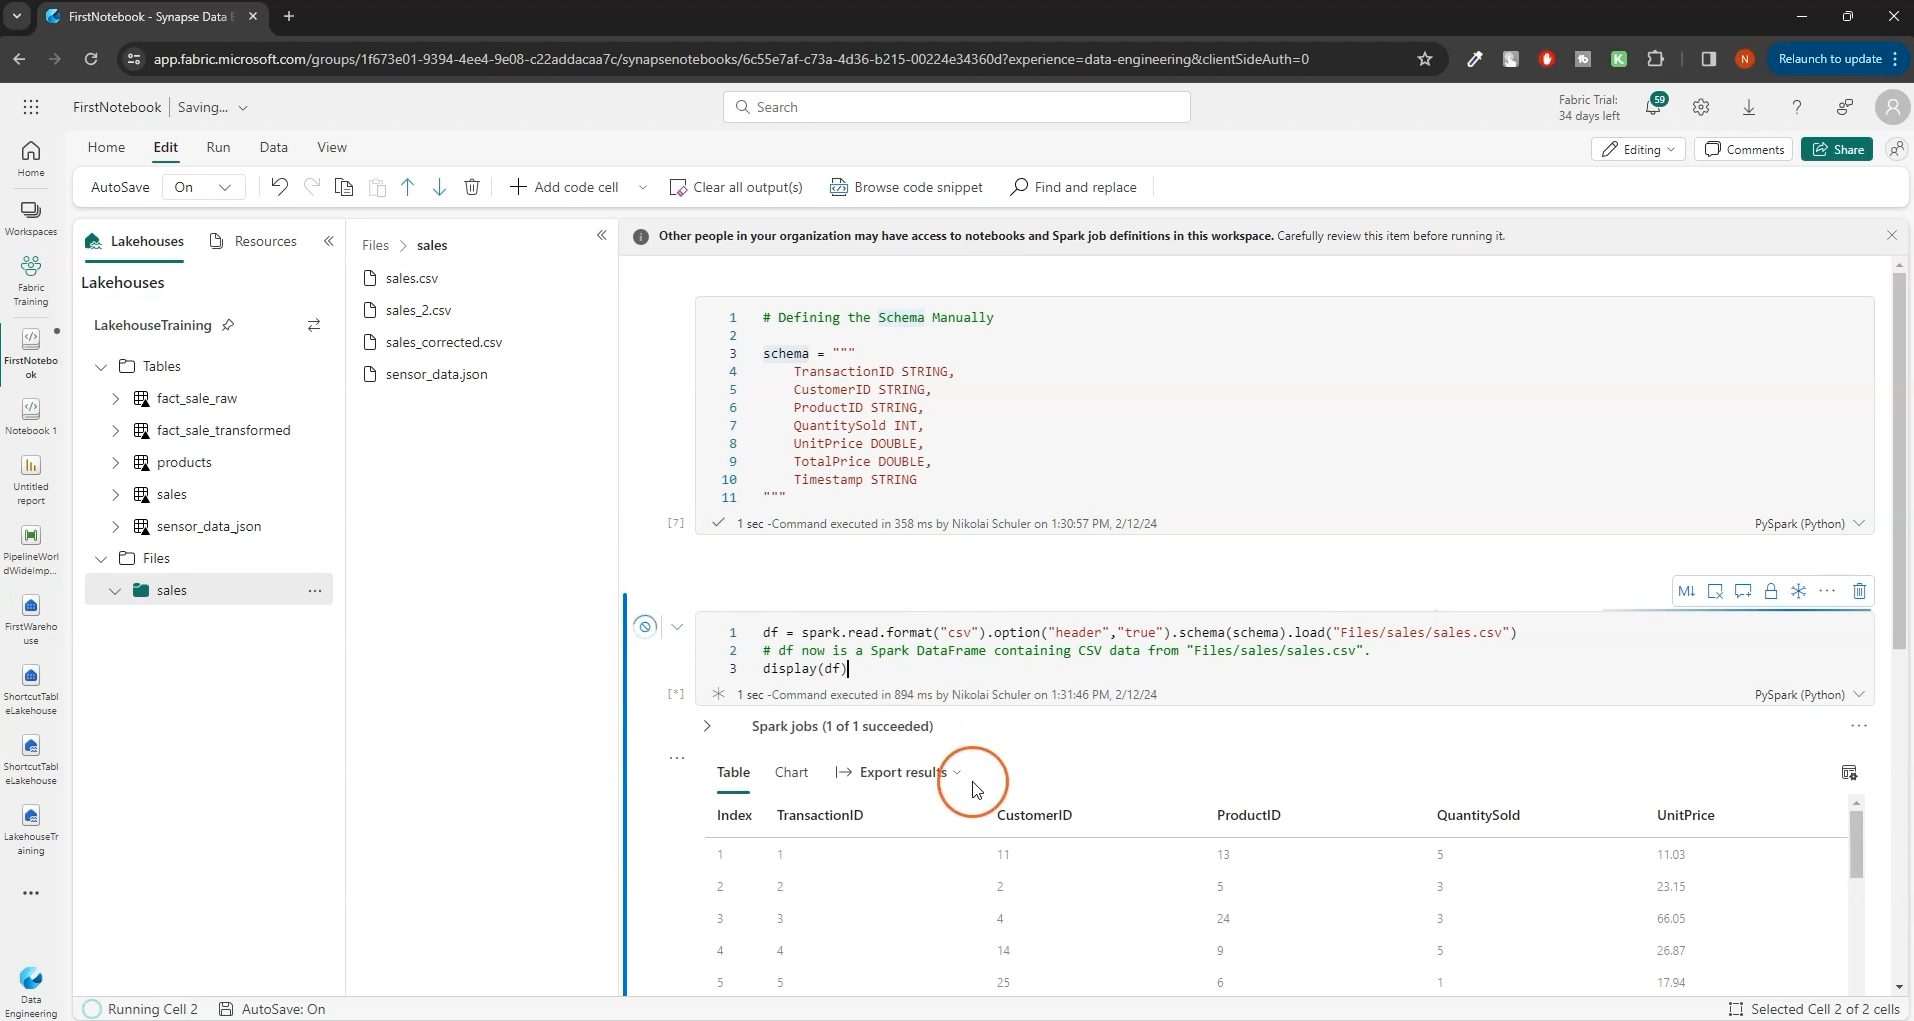 FirstNotebook - Synapse Data E
app.fabric.microsoft.com/groups/1f673e01-9394-4ee4-9e08-c22addacaa7c/synapsenotebooks/6c55e7af-c73a-4d36-b215-00224e34360d?experience=data-engineering&clientSideAuth=0
N
Relaunch to update
FirstNotebook | Saving...
Search
Fabric Trial:
34 days left
59
Home Edit Run Data View
Editing Comments Share
AutoSave On
Add code cell
Clear all output(s)
Browse code snippet
Find and replace
Home
Workspaces
Fabric
Training
FirstNotebo
ok
Notebook 1
Untitled
report
PipelineWorl
dWideImp...
FirstWareho
use
ShortcutTabl
eLakehouse
ShortcutTabl
eLakehouse
LakehouseTr
aining
Data
Engineering
Lakehouses Resources
Lakehouses
LakehouseTraining
Tables
fact_sale_raw
fact_sale_transformed
products
sales
sensor_data_json
Files
sales
Files > sales
sales.csv
sales_2.csv
sales_corrected.csv
sensor_data.json
Other people in your organization may have access to notebooks and Spark job definitions in this workspace. Carefully review this item before running it.
1 # Defining the Schema Manually
2
3 schema = """
4 TransactionID STRING,
5 CustomerID STRING,
6 ProductID STRING,
7 QuantitySold INT,
8 UnitPrice DOUBLE,
9 TotalPrice DOUBLE,
10 Timestamp STRING
11 """
[7] 1 sec -Command executed in 358 ms by Nikolai Schuler on 1:30:57 PM, 2/12/24 PySpark (Python)
M↓
1 df = spark.read.format("csv").option("header","true").schema(schema).load("Files/sales/sales.csv")
2 # df now is a Spark DataFrame containing CSV data from "Files/sales/sales.csv".
3 display(df)
[*] 1 sec -Command executed in 894 ms by Nikolai Schuler on 1:31:46 PM, 2/12/24 PySpark (Python)
Spark jobs (1 of 1 succeeded)
Table Chart Export results
Index TransactionID CustomerID ProductID QuantitySold UnitPrice
1 1 11 13 5 11.03
2 2 2 5 3 23.15
3 3 4 24 3 66.05
4 4 14 9 5 26.87
5 5 25 6 1 17.94
Running Cell 2 AutoSave: On
Selected Cell 2 of 2 cells